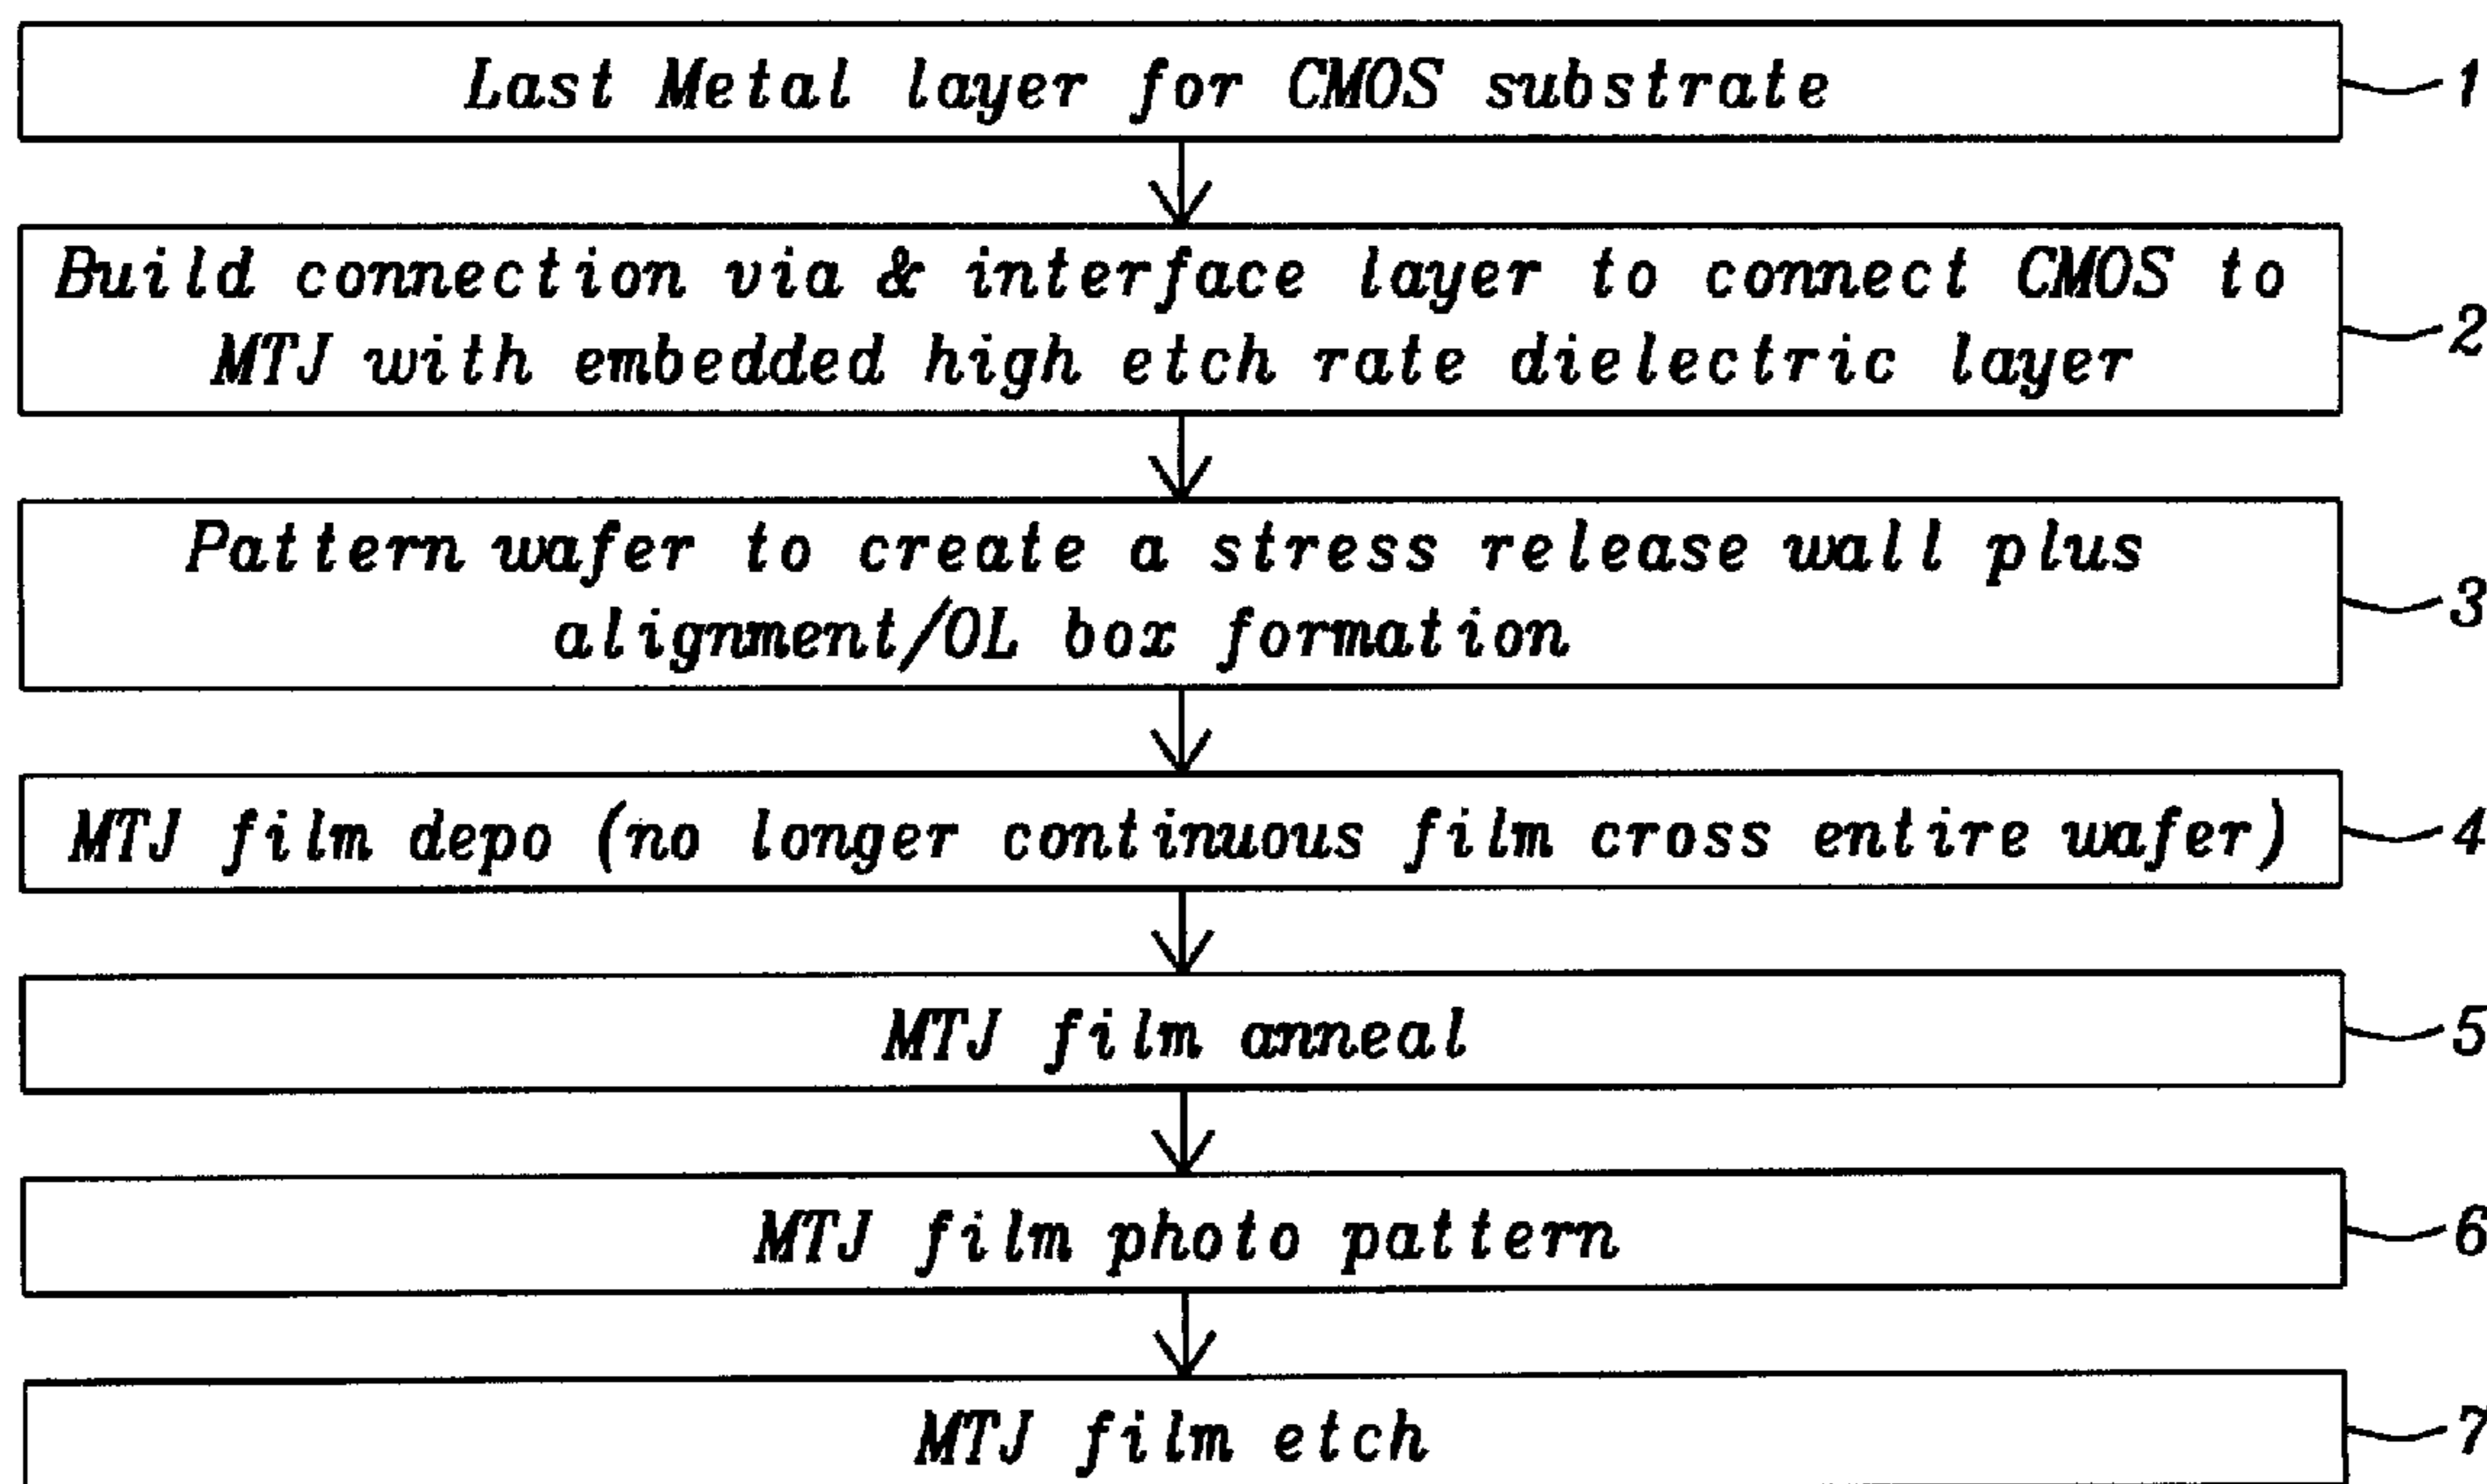 Last Metal layer for CMOS substrate
1
Build connection via & interface layer to connect CMOS to
MTJ with embedded high etch rate dielectric layer
2
Pattern wafer to create a stress release wall plus
alignment/OL box formation
3
MTJ film depo (no longer continuous film cross entire wafer)
4
MTJ film anneal
5
MTJ film photo pattern
6
MTJ film etch
7